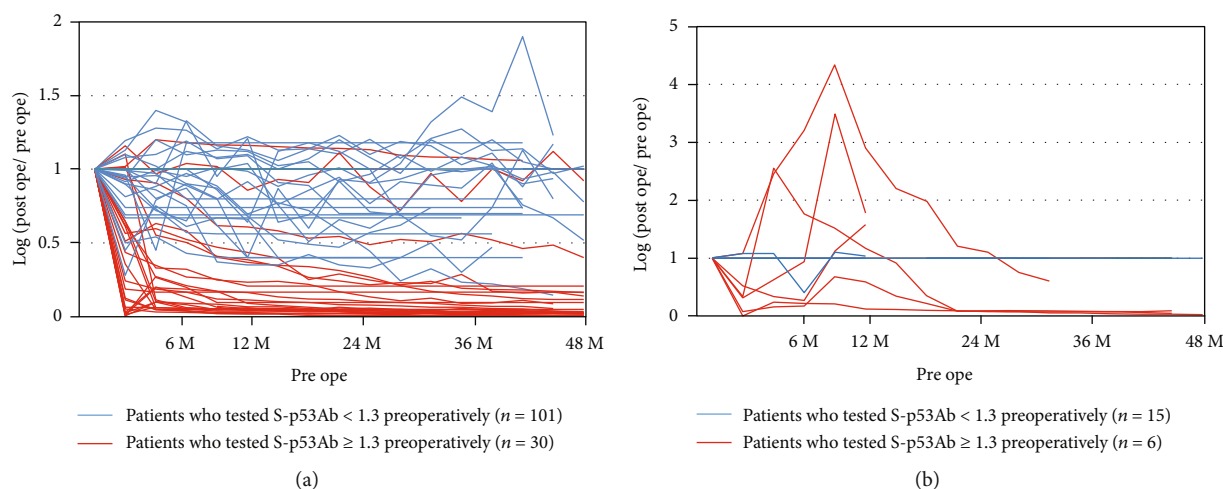 2
1.5
1
0.5
0
Log (post ope/ pre ope)
6 M
12 M
24 M
36 M
48 M
Pre ope
Patients who tested S-p53Ab < 1.3 preoperatively (n = 101)
Patients who tested S-p53Ab ≥ 1.3 preoperatively (n = 30)
(a)
5
4
3
2
1
0
Log (post ope/ pre ope)
6 M
12 M
24 M
36 M
48 M
Pre ope
Patients who tested S-p53Ab < 1.3 preoperatively (n = 15)
Patients who tested S-p53Ab ≥ 1.3 preoperatively (n = 6)
(b)